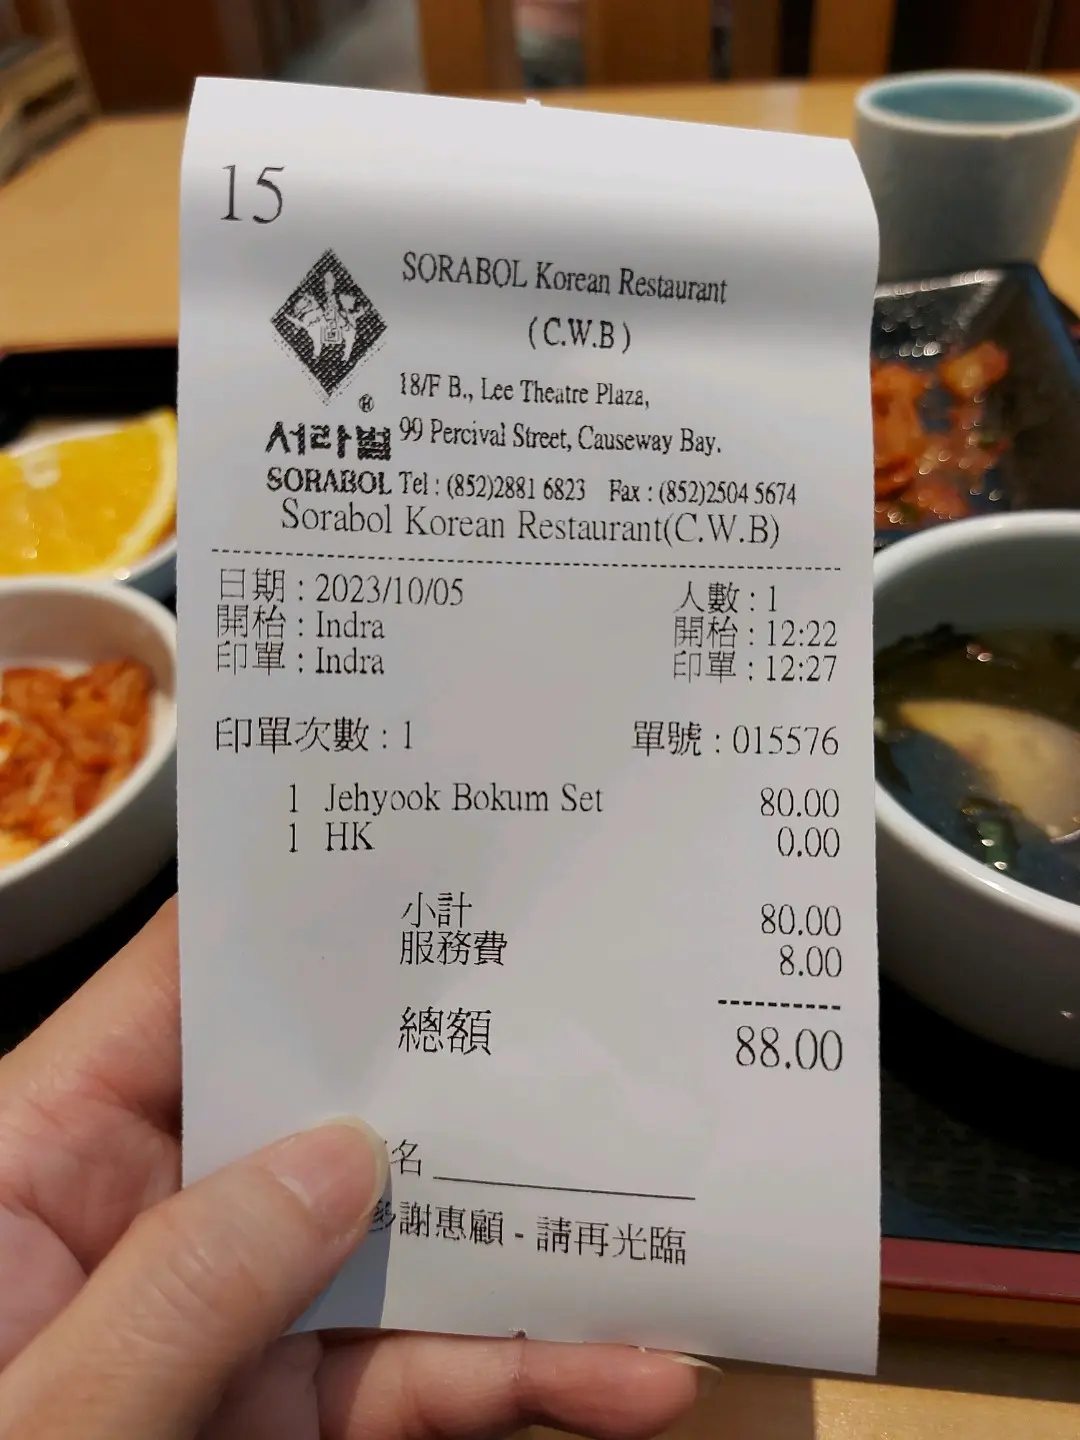 15
SORABOL Korean Restaurant
(C.W.B)
18/F B., Lee Theatre Plaza,
99 Percival Street, Causeway Bay.
서라벌 ®
SORABOL Tel : (852)2881 6823 Fax : (852)2504 5674
Sorabol Korean Restaurant(C.W.B)
日期 : 2023/10/05 人數 : 1
開枱 : Indra 開枱 : 12:22
印單 : Indra 印單 : 12:27
印單次數 : 1 單號 : 015576
1 Jehyook Bokum Set 80.00
1 HK 0.00
小計 80.00
服務費 8.00
總額 88.00
名
多謝惠顧 - 請再光臨